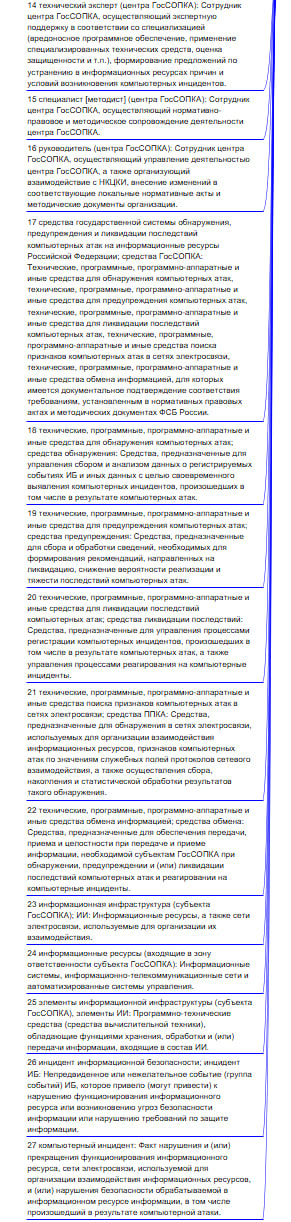 14 технический эксперт (центра ГосСОПКА): Сотрудник
центра ГосСОПКА, осуществляющий экспертную
поддержку в соответствии со специализацией
(вредоносное программное обеспечение, применение
специализированных технических средств, оценка
защищенности и т.п.), формирование предложений по
устранению в информационных ресурсах причин и
условий возникновения компьютерных инцидентов.
15 специалист [методист] (центра ГосСОПКА): Сотрудник
центра ГосСОПКА, осуществляющий нормативно-
правовое и методическое сопровождение деятельности
центра ГосСОПКА.
16 руководитель (центра ГосСОПКА): Сотрудник центра
ГосСОПКА, осуществляющий управление деятельностью
центра ГосСОПКА, а также организующий
взаимодействие с НКЦКИ, внесение изменений в
соответствующие локальные нормативные акты и
методические документы организации.
17 средства государственной системы обнаружения,
предупреждения и ликвидации последствий
компьютерных атак на информационные ресурсы
Российской Федерации; средства ГосСОПКА:
Технические, программные, программно-аппаратные и
иные средства для обнаружения компьютерных атак,
технические, программные, программно-аппаратные и
иные средства для предупреждения компьютерных атак,
технические, программные, программно-аппаратные и
иные средства для ликвидации последствий
компьютерных атак, технические, программные,
программно-аппаратные и иные средства поиска
признаков компьютерных атак в сетях электросвязи,
технические, программные, программно-аппаратные и
иные средства обмена информацией, для которых
имеется документальное подтверждение соответствия
требованиям, установленным в нормативных правовых
актах и методических документах ФСБ России.
18 технические, программные, программно-аппаратные и
иные средства для обнаружения компьютерных атак;
средства обнаружения: Средства, предназначенные для
управления сбором и анализом данных о регистрируемых
событиях ИБ и иных данных с целью своевременного
выявления компьютерных инцидентов, произошедших в
том числе в результате компьютерных атак.
19 технические, программные, программно-аппаратные и
иные средства для предупреждения компьютерных атак;
средства предупреждения: Средства, предназначенные
для сбора и обработки сведений, необходимых для
формирования рекомендаций, направленных на
ликвидацию, снижение вероятности реализации и
тяжести последствий компьютерных атак.
20 технические, программные, программно-аппаратные и
иные средства для ликвидации последствий
компьютерных атак; средства ликвидации последствий:
Средства, предназначенные для управления процессами
регистрации компьютерных инцидентов, произошедших в
том числе в результате компьютерных атак, а также
управления процессами реагирования на компьютерные
инциденты.
21 технические, программные, программно-аппаратные и
иные средства поиска признаков компьютерных атак в
сетях электросвязи; средства ППКА: Средства,
предназначенные для обнаружения в сетях электросвязи,
используемых для организации взаимодействия
информационных ресурсов, признаков компьютерных
атак по значениям служебных полей протоколов сетевого
взаимодействия, а также осуществления сбора,
накопления и статистической обработки результатов
такого обнаружения.
22 технические, программные, программно-аппаратные и
иные средства обмена информацией; средства обмена:
Средства, предназначенные для обеспечения передачи,
приема и целостности при передаче и приеме
информации, необходимой субъектам ГосСОПКА при
обнаружении, предупреждении и (или) ликвидации
последствий компьютерных атак и реагировании на
компьютерные инциденты.
23 информационная инфраструктура (субъекта
ГосСОПКА); ИИ: Информационные ресурсы, а также сети
электросвязи, используемые для организации их
взаимодействия.
24 информационные ресурсы (входящие в зону
ответственности субъекта ГосСОПКА): Информационные
системы, информационно-телекоммуникационные сети и
автоматизированные системы управления.
25 элементы информационной инфраструктуры (субъекта
ГосСОПКА), элементы ИИ: Программно-технические
средства (средства вычислительной техники),
обладающие функциями хранения, обработки и (или)
передачи информации, входящие в состав ИИ.
26 инцидент информационной безопасности; инцидент
ИБ: Непредвиденное или нежелательное событие (группа
событий) ИБ, которое привело (могут привести) к
нарушению функционирования информационного
ресурса или возникновению угроз безопасности
информации или нарушению требований по защите
информации.
27 компьютерный инцидент: Факт нарушения и (или)
прекращения функционирования информационного
ресурса, сети электросвязи, используемой для
организации взаимодействия информационных ресурсов,
и (или) нарушения безопасности обрабатываемой в
информационном ресурсе информации, в том числе
произошедший в результате компьютерной атаки.